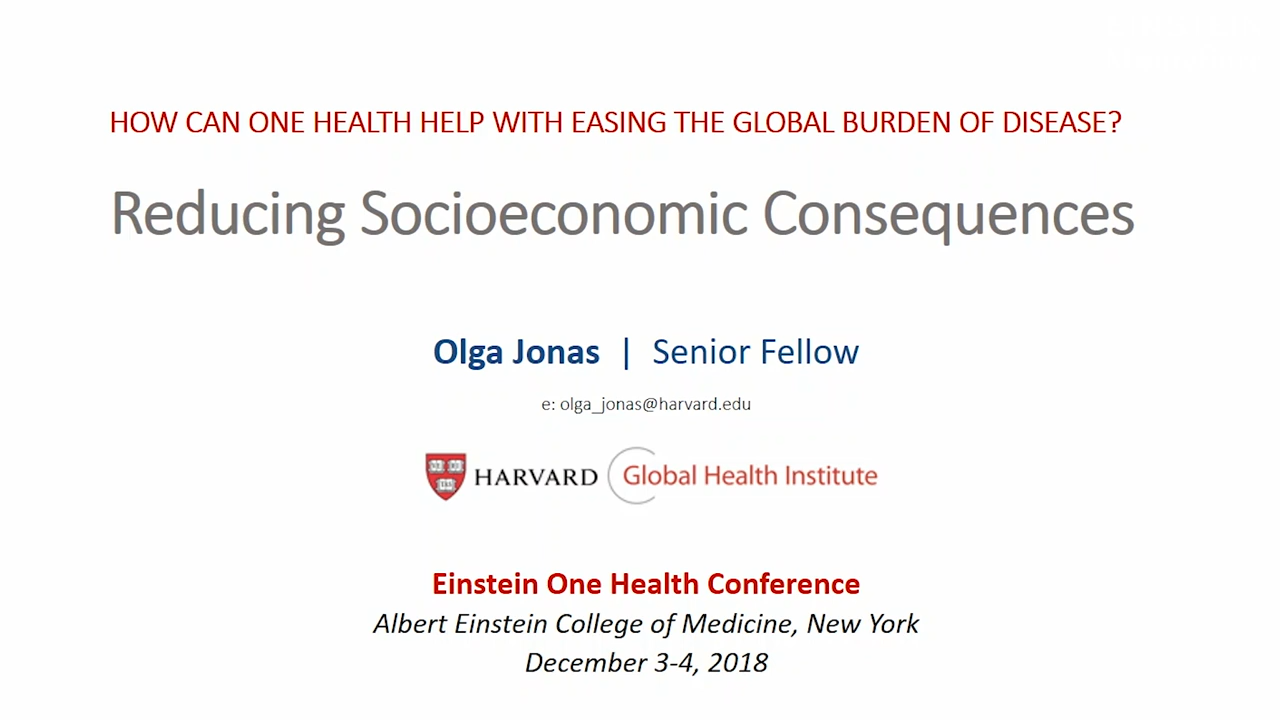 HOW CAN ONE HEALTH HELP WITH EASING THE GLOBAL BURDEN OF DISEASE?
Reducing Socioeconomic Consequences
Olga Jonas | Senior Fellow
e: olga_jonas@harvard.edu
HARVARD Global Health Institute
Einstein One Health Conference
Albert Einstein College of Medicine, New York
December 3-4, 2018